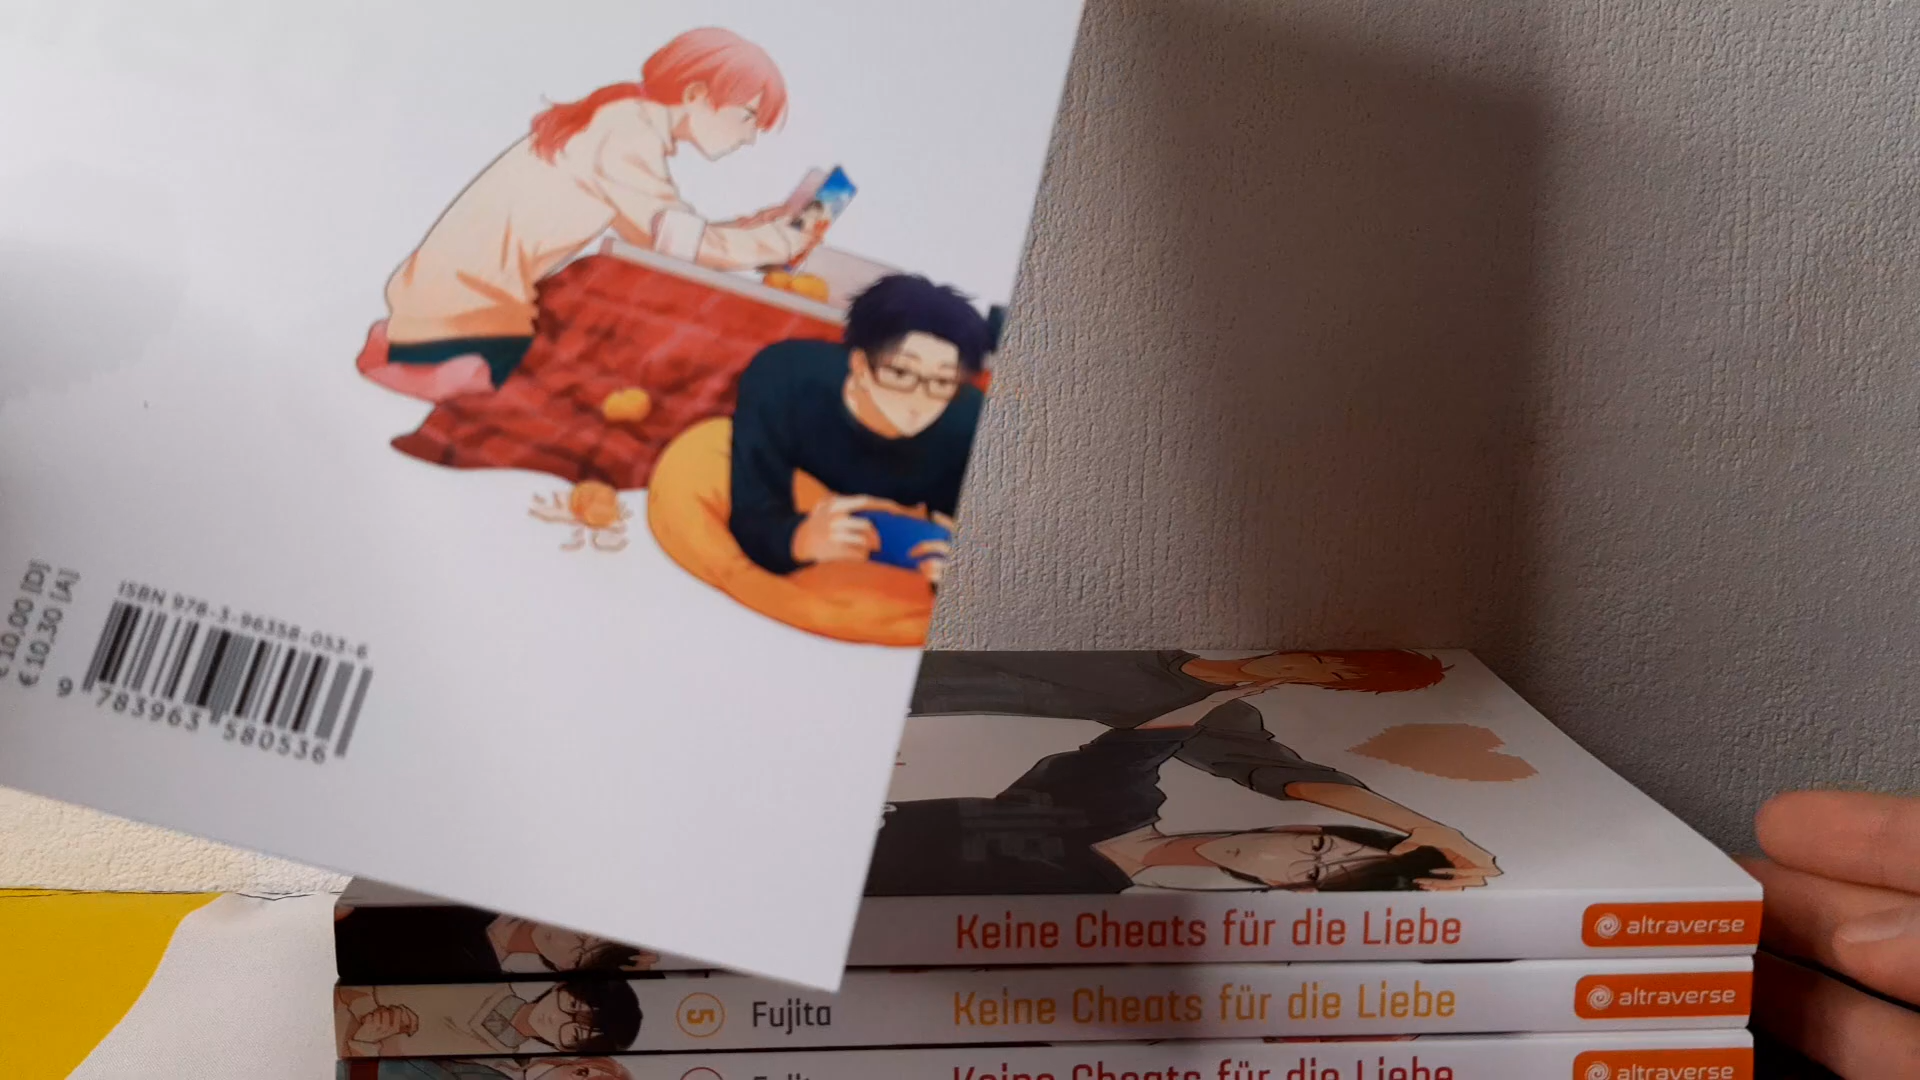 € 10,00 [D]
€ 10,30 [A]
ISBN 978-3-96358-053-6
9 783963 580536
Keine Cheats für die Liebe
altraverse
5 Fujita Keine Cheats für die Liebe
altraverse
Keine Cheats für die Liebe
altraverse